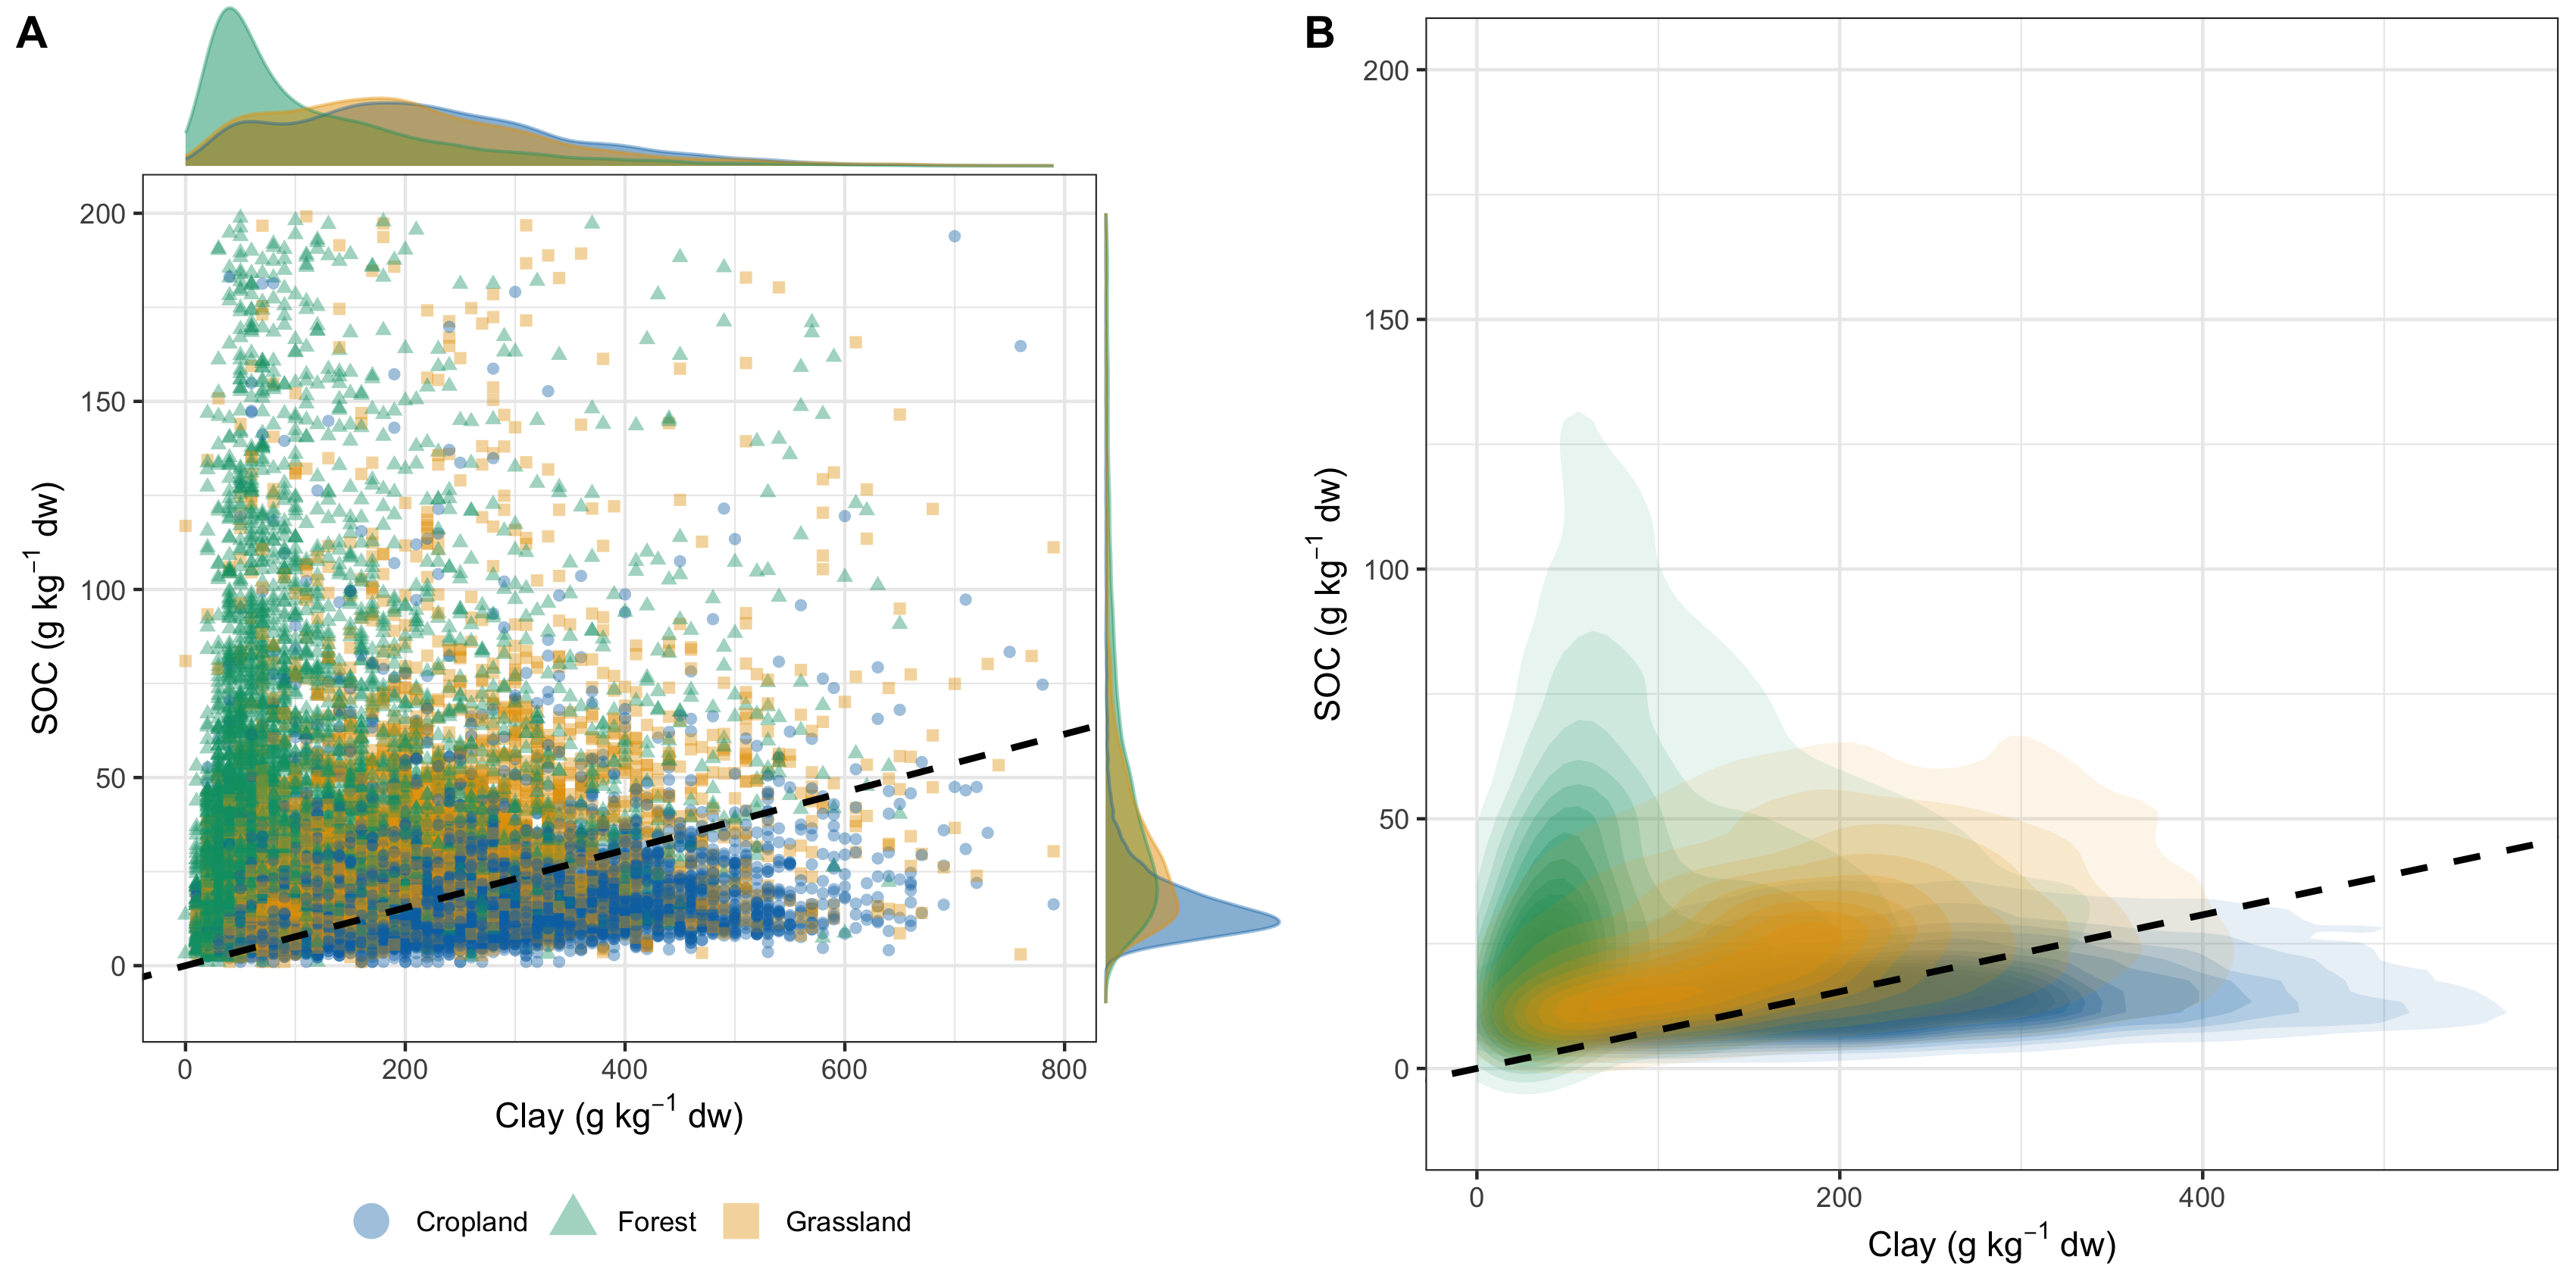 A
SOC (g kg⁻¹ dw)
200
150
100
50
0
0 200 400 600 800
Clay (g kg⁻¹ dw)
Cropland Forest Grassland
B
SOC (g kg⁻¹ dw)
200
150
100
50
0
0 200 400
Clay (g kg⁻¹ dw)